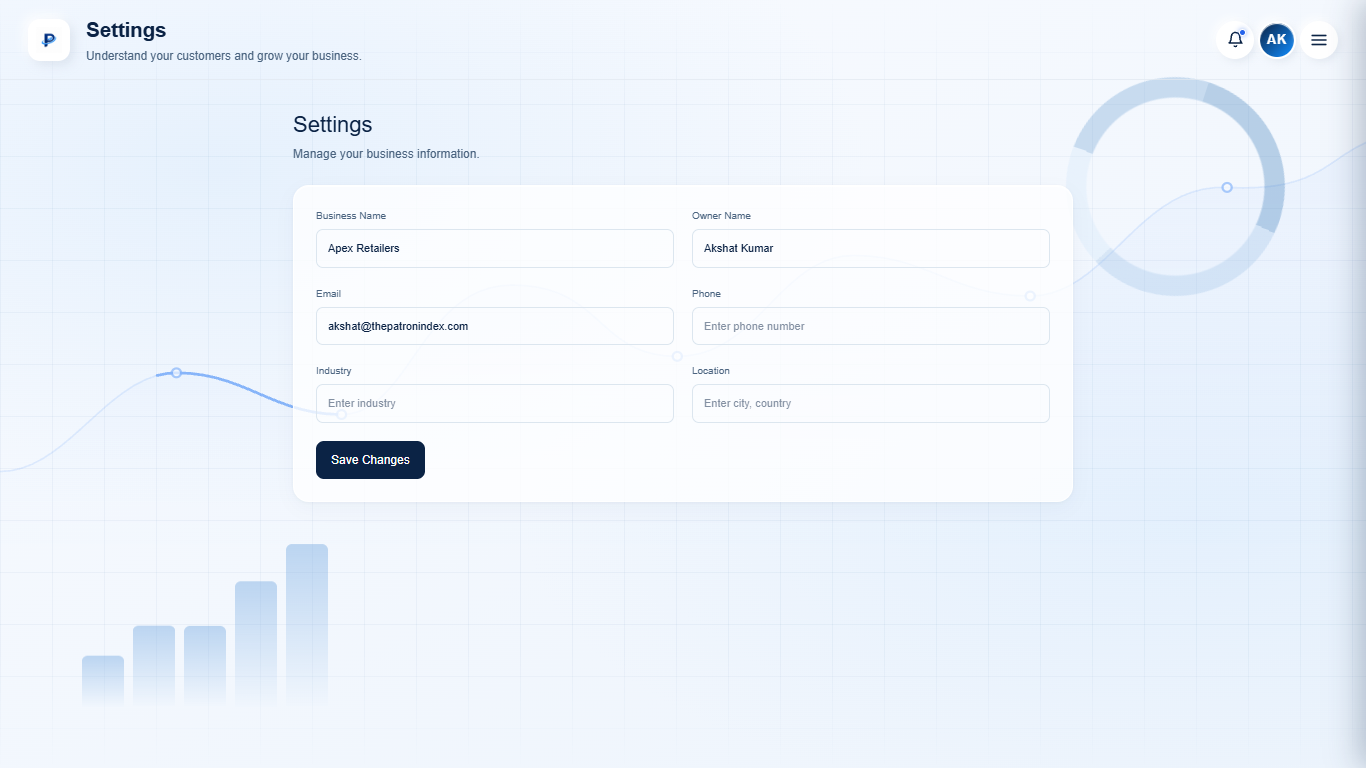 P
Settings
Understand your customers and grow your business.
AK
Settings
Manage your business information.
Business Name
Owner Name
Apex Retailers
Akshat Kumar
Email
Phone
akshat@thepatronindex.com
Enter phone number
Industry
Location
Enter industry
Enter city, country
Save Changes